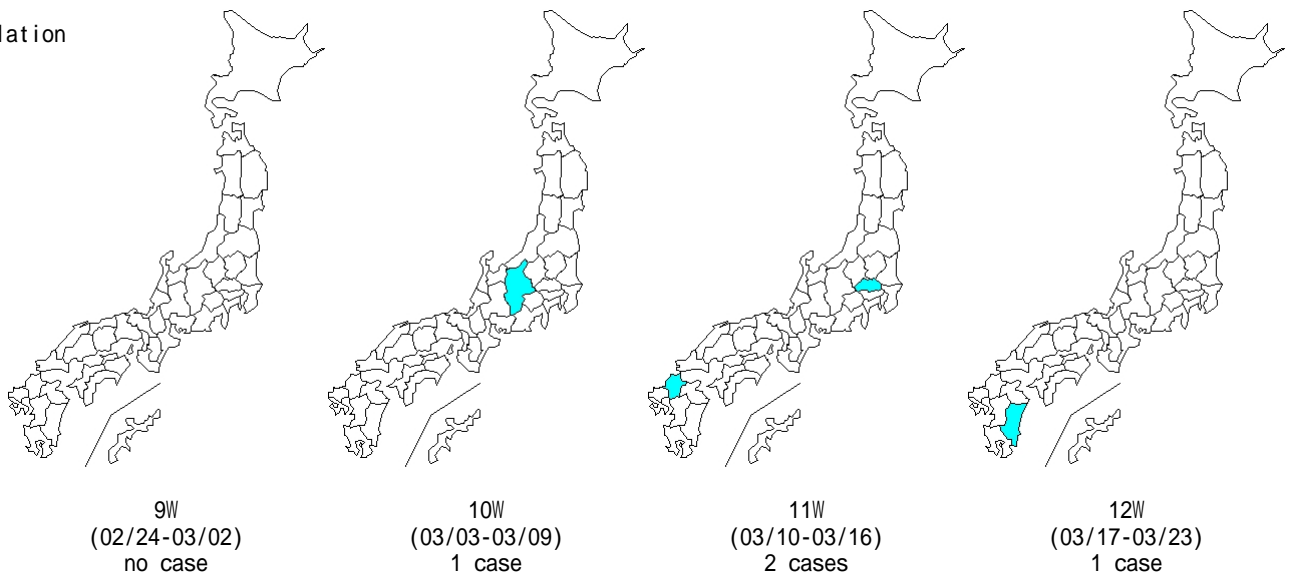 lation
9W
(02/24-03/02)
no case
10W
(03/03-03/09)
1 case
11W
(03/10-03/16)
2 cases
12W
(03/17-03/23)
1 case